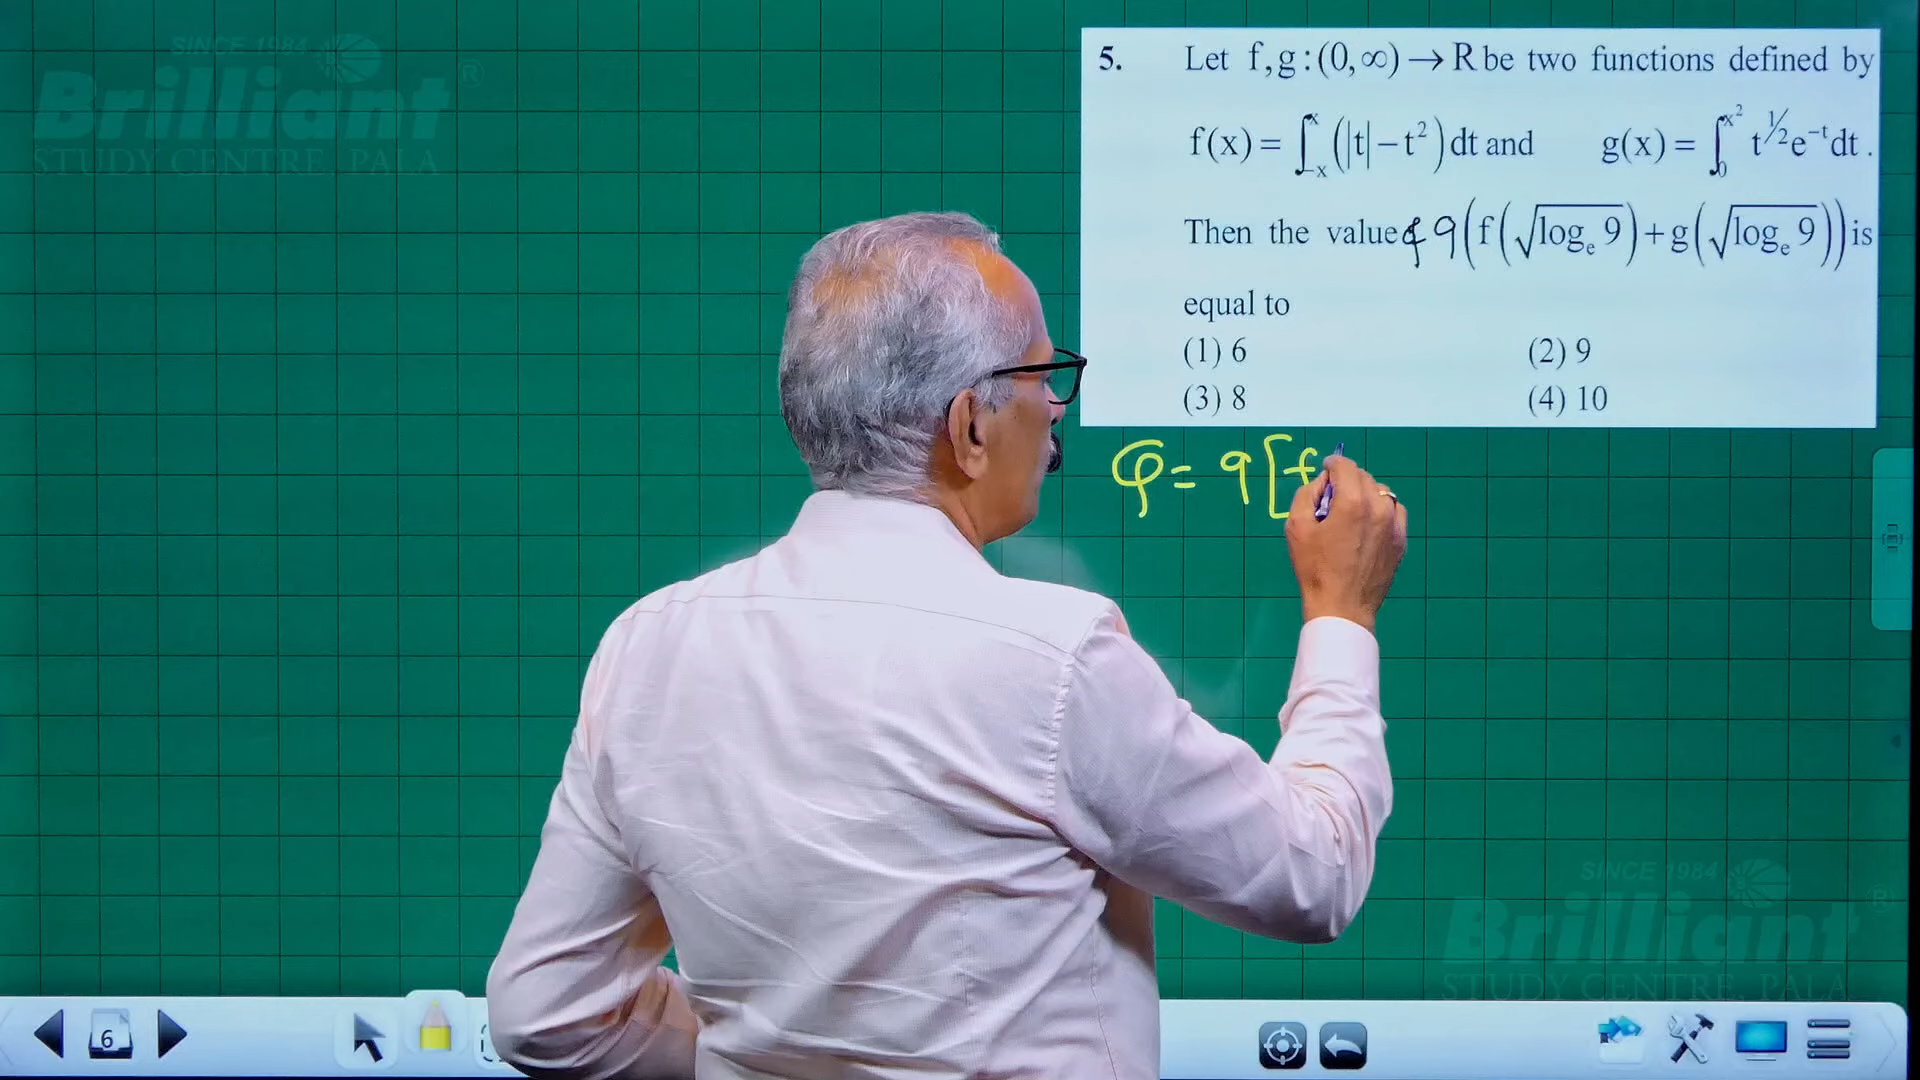 SINCE 1984
Brilliant®
STUDY CENTRE, PALA
5. Let f,g:(0,∞)→R be two functions defined by
f(x)=∫_{-x}^{x}(|t|−t²)dt and g(x)=∫_0^{x²} t^{1/2}e^{−t}dt.
Then the value of 9(f(√log_e 9)+g(√log_e 9)) is
equal to
(1) 6 (2) 9
(3) 8 (4) 10
φ = 9[f
SINCE 1984
Brilliant®
STUDY CENTRE, PALA
6